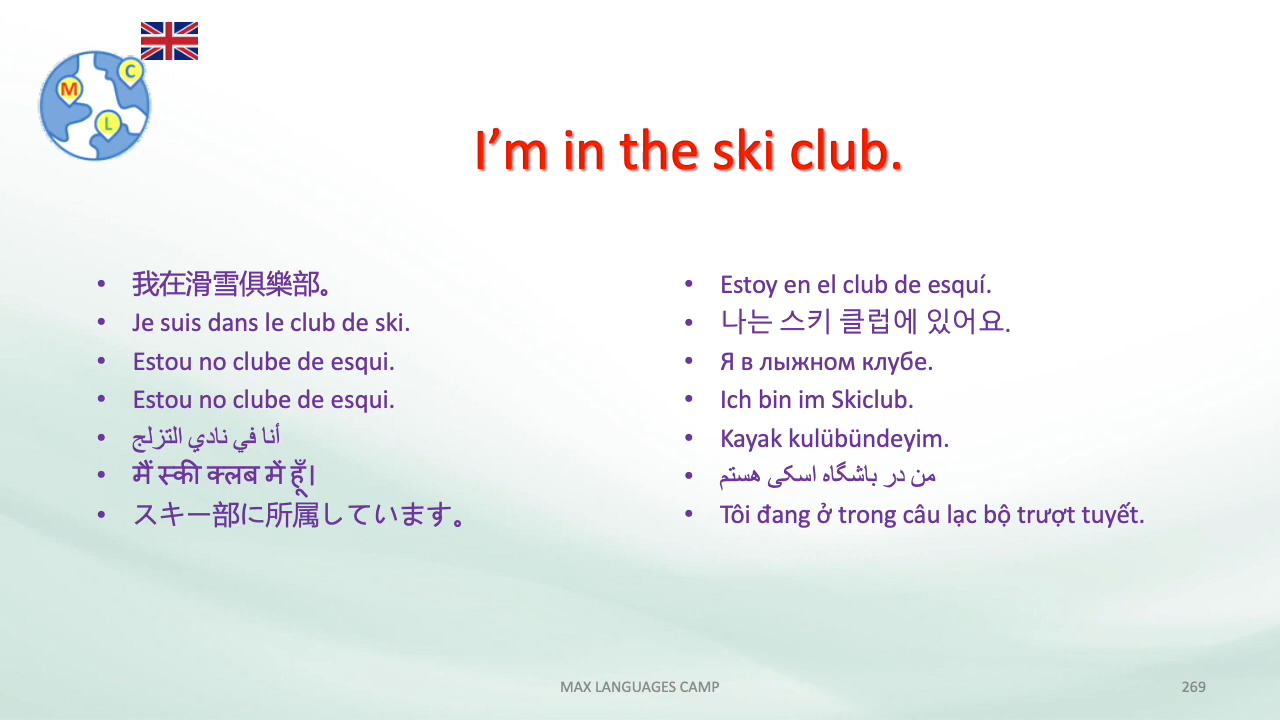 C
M
L
I’m in the ski club.
• 我在滑雪俱樂部。
• Je suis dans le club de ski.
• Estou no clube de esqui.
• Estou no clube de esqui.
• أنا في نادي التزلج
• मैं स्की क्लब में हूँ।
• スキー部に所属しています。
• Estoy en el club de esquí.
• 나는 스키 클럽에 있어요.
• Я в лыжном клубе.
• Ich bin im Skiclub.
• Kayak kulübündeyim.
• من در باشگاه اسکی هستم
• Tôi đang ở trong câu lạc bộ trượt tuyết.
MAX LANGUAGES CAMP
269